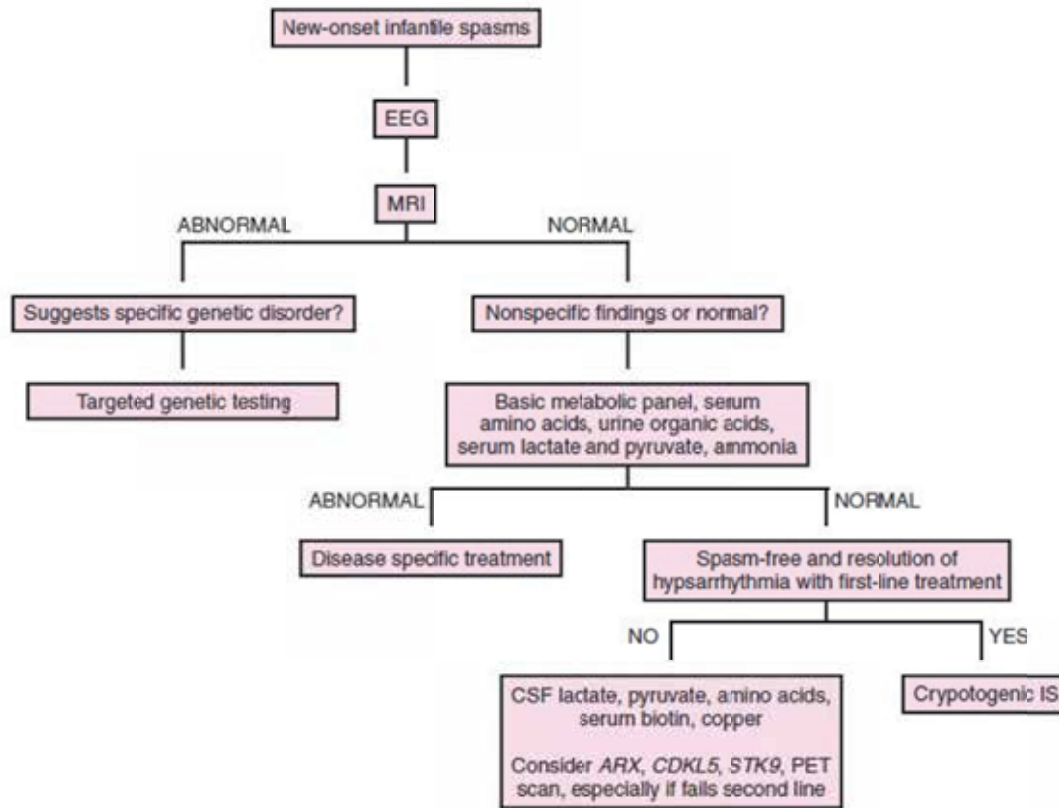 New-onset infantile spasms
EEG
MRI
ABNORMAL
NORMAL
Suggests specific genetic disorder?
Nonspecific findings or normal?
Targeted genetic testing
Basic metabolic panel, serum
amino acids, urine organic acids,
serum lactate and pyruvate, ammonia
ABNORMAL
NORMAL
Disease specific treatment
Spasm-free and resolution of
hypsarrhythmia with first-line treatment
NO
YES
CSF lactate, pyruvate, amino acids,
serum biotin, copper
Consider ARX, CDKL5, STK9, PET
scan, especially if fails second line
Crypotogenic IS